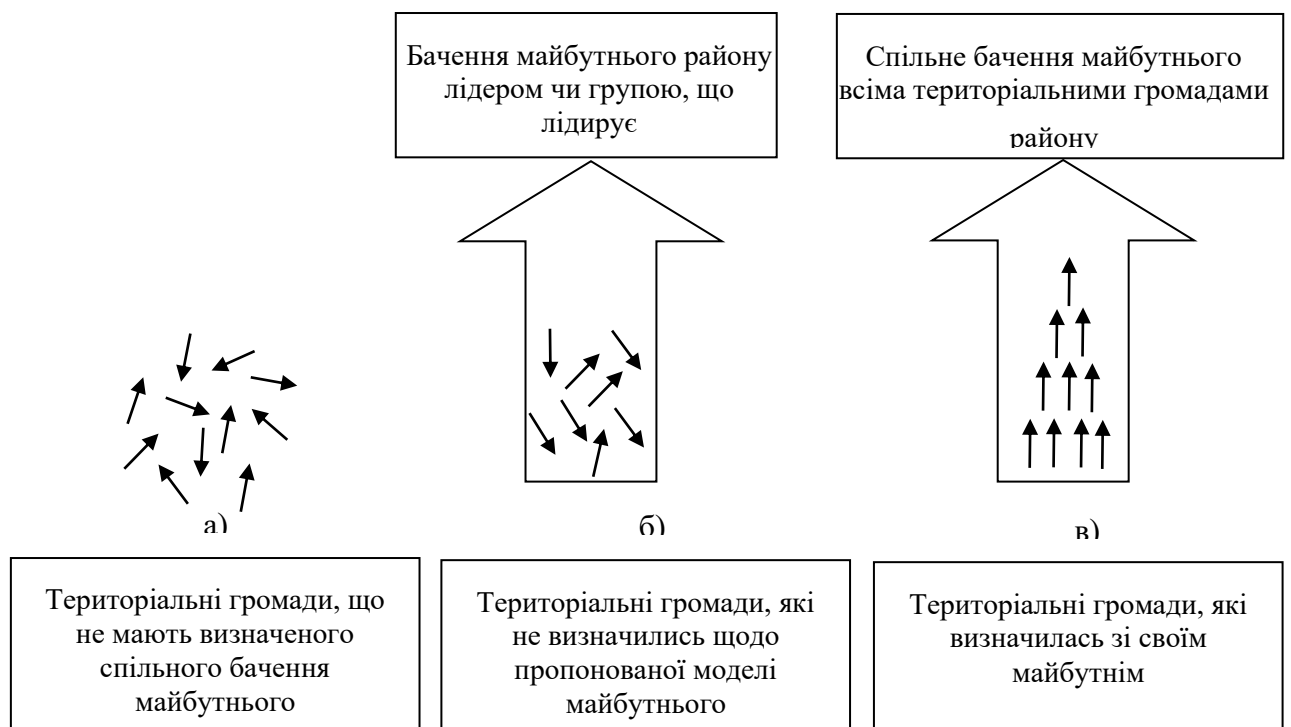 Бачення майбутнього району
лідером чи групою, що
лідирує
Спільне бачення майбутнього
всіма територіальними громадами
району
а)
б)
в)
Територіальні громади, що
не мають визначеного
спільного бачення
майбутнього
Територіальні громади, які
не визначились щодо
пропонованої моделі
майбутнього
Територіальні громади, які
визначилась зі своїм
майбутнім